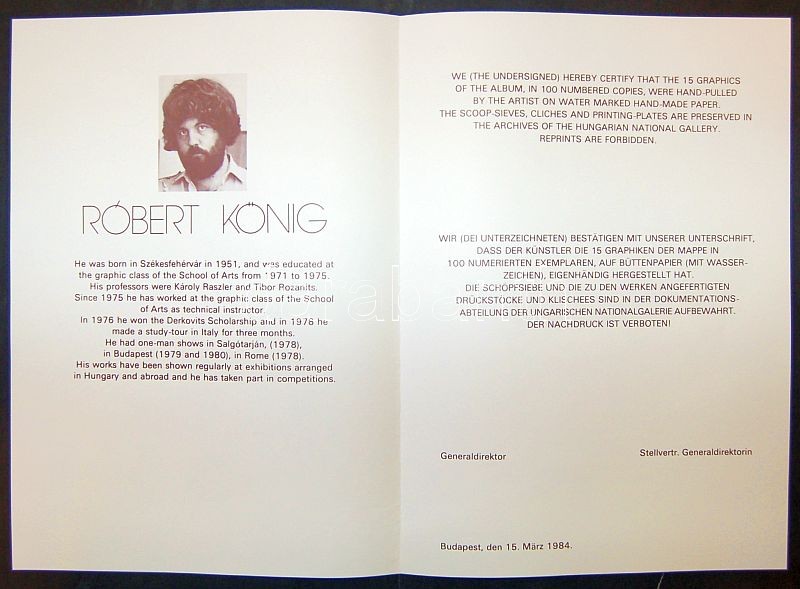 RÓBERT KÖNIG
He was born in Székesfehérvár in 1951, and was educated at
the graphic class of the School of Arts from 1971 to 1975.
His professors were Károly Raszler and Tibor Rozanits.
Since 1975 he has worked at the graphic class of the School
of Arts as technical instructor.
In 1976 he won the Derkovits Scholarship and in 1976 he
made a study-tour in Italy for three months.
He had one-man shows in Salgótarján, (1978),
in Budapest (1979 and 1980), in Rome (1978).
His works have been shown regularly at exhibitions arranged
in Hungary and abroad and he has taken part in competitions.
WE (THE UNDERSIGNED) HEREBY CERTIFY THAT THE 15 GRAPHICS
OF THE ALBUM, IN 100 NUMBERED COPIES, WERE HAND-PULLED
BY THE ARTIST ON WATER MARKED HAND-MADE PAPER.
THE SCOOP-SIEVES, CLICHES AND PRINTING-PLATES ARE PRESERVED IN
THE ARCHIVES OF THE HUNGARIAN NATIONAL GALLERY.
REPRINTS ARE FORBIDDEN.
WIR (DEI UNTERZEICHNETEN) BESTÄTIGEN MIT UNSERER UNTERSCHRIFT,
DASS DER KÜNSTLER DIE 15 GRAPHIKEN DER MAPPE IN
100 NUMERIERTEN EXEMPLAREN, AUF BÜTTENPAPIER (MIT WASSER-
ZEICHEN), EIGENHÄNDIG HERGESTELLT HAT.
DIE SCHÖPFSIEBE UND DIE ZU DEN WERKEN ANGEFERTIGTEN
DRÜCKSTÖCKE UND KLISCHEES SIND IN DER DOKUMENTATIONS-
ABTEILUNG DER UNGARISCHEN NATIONALGALERIE AUFBEWAHRT.
DER NACHDRUCK IST VERBOTEN!
Generaldirektor
Stellvertr. Generaldirektorin
Budapest, den 15. März 1984.